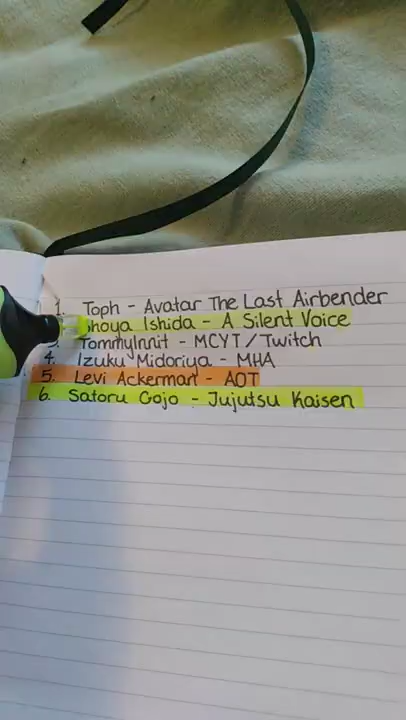 1. Toph - Avatar The Last Airbender
Shoya Ishida - A Silent Voice
3. TommyInnit - MCYT/Twitch
4. Izuku Midoriya - MHA
5. Levi Ackerman - AOT
6. Satoru Gojo - Jujutsu Kaisen